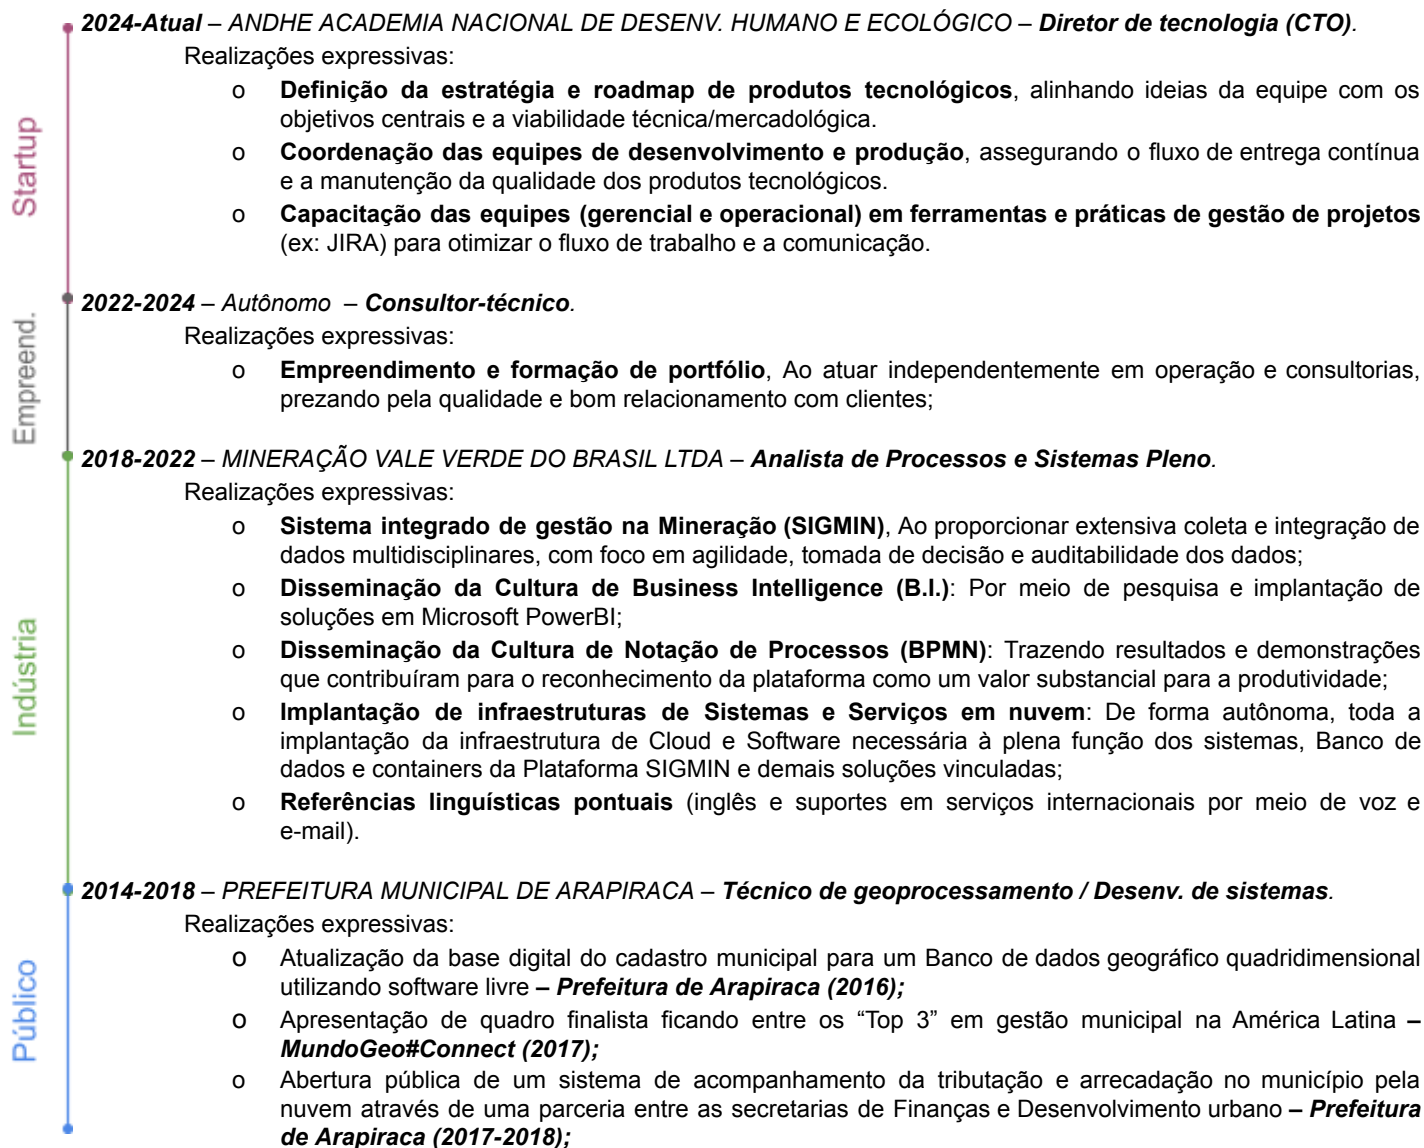 2024-Atual – ANDHE ACADEMIA NACIONAL DE DESENV. HUMANO E ECOLÓGICO – Diretor de tecnologia (CTO).
Realizações expressivas:
o Definição da estratégia e roadmap de produtos tecnológicos, alinhando ideias da equipe com os
objetivos centrais e a viabilidade técnica/mercadológica.
o Coordenação das equipes de desenvolvimento e produção, assegurando o fluxo de entrega contínua
e a manutenção da qualidade dos produtos tecnológicos.
o Capacitação das equipes (gerencial e operacional) em ferramentas e práticas de gestão de projetos
(ex: JIRA) para otimizar o fluxo de trabalho e a comunicação.
Startup
2022-2024 – Autônomo – Consultor-técnico.
Realizações expressivas:
o Empreendimento e formação de portfólio, Ao atuar independentemente em operação e consultorias,
prezando pela qualidade e bom relacionamento com clientes;
Empreend.
2018-2022 – MINERAÇÃO VALE VERDE DO BRASIL LTDA – Analista de Processos e Sistemas Pleno.
Realizações expressivas:
o Sistema integrado de gestão na Mineração (SIGMIN), Ao proporcionar extensiva coleta e integração de
dados multidisciplinares, com foco em agilidade, tomada de decisão e auditabilidade dos dados;
o Disseminação da Cultura de Business Intelligence (B.I.): Por meio de pesquisa e implantação de
soluções em Microsoft PowerBI;
o Disseminação da Cultura de Notação de Processos (BPMN): Trazendo resultados e demonstrações
que contribuíram para o reconhecimento da plataforma como um valor substancial para a produtividade;
o Implantação de infraestruturas de Sistemas e Serviços em nuvem: De forma autônoma, toda a
implantação da infraestrutura de Cloud e Software necessária à plena função dos sistemas, Banco de
dados e containers da Plataforma SIGMIN e demais soluções vinculadas;
o Referências linguísticas pontuais (inglês e suportes em serviços internacionais por meio de voz e
e-mail).
Indústria
2014-2018 – PREFEITURA MUNICIPAL DE ARAPIRACA – Técnico de geoprocessamento / Desenv. de sistemas.
Realizações expressivas:
o Atualização da base digital do cadastro municipal para um Banco de dados geográfico quadridimensional
utilizando software livre – Prefeitura de Arapiraca (2016);
o Apresentação de quadro finalista ficando entre os “Top 3” em gestão municipal na América Latina –
MundoGeo#Connect (2017);
o Abertura pública de um sistema de acompanhamento da tributação e arrecadação no município pela
nuvem através de uma parceria entre as secretarias de Finanças e Desenvolvimento urbano – Prefeitura
de Arapiraca (2017-2018);
Público